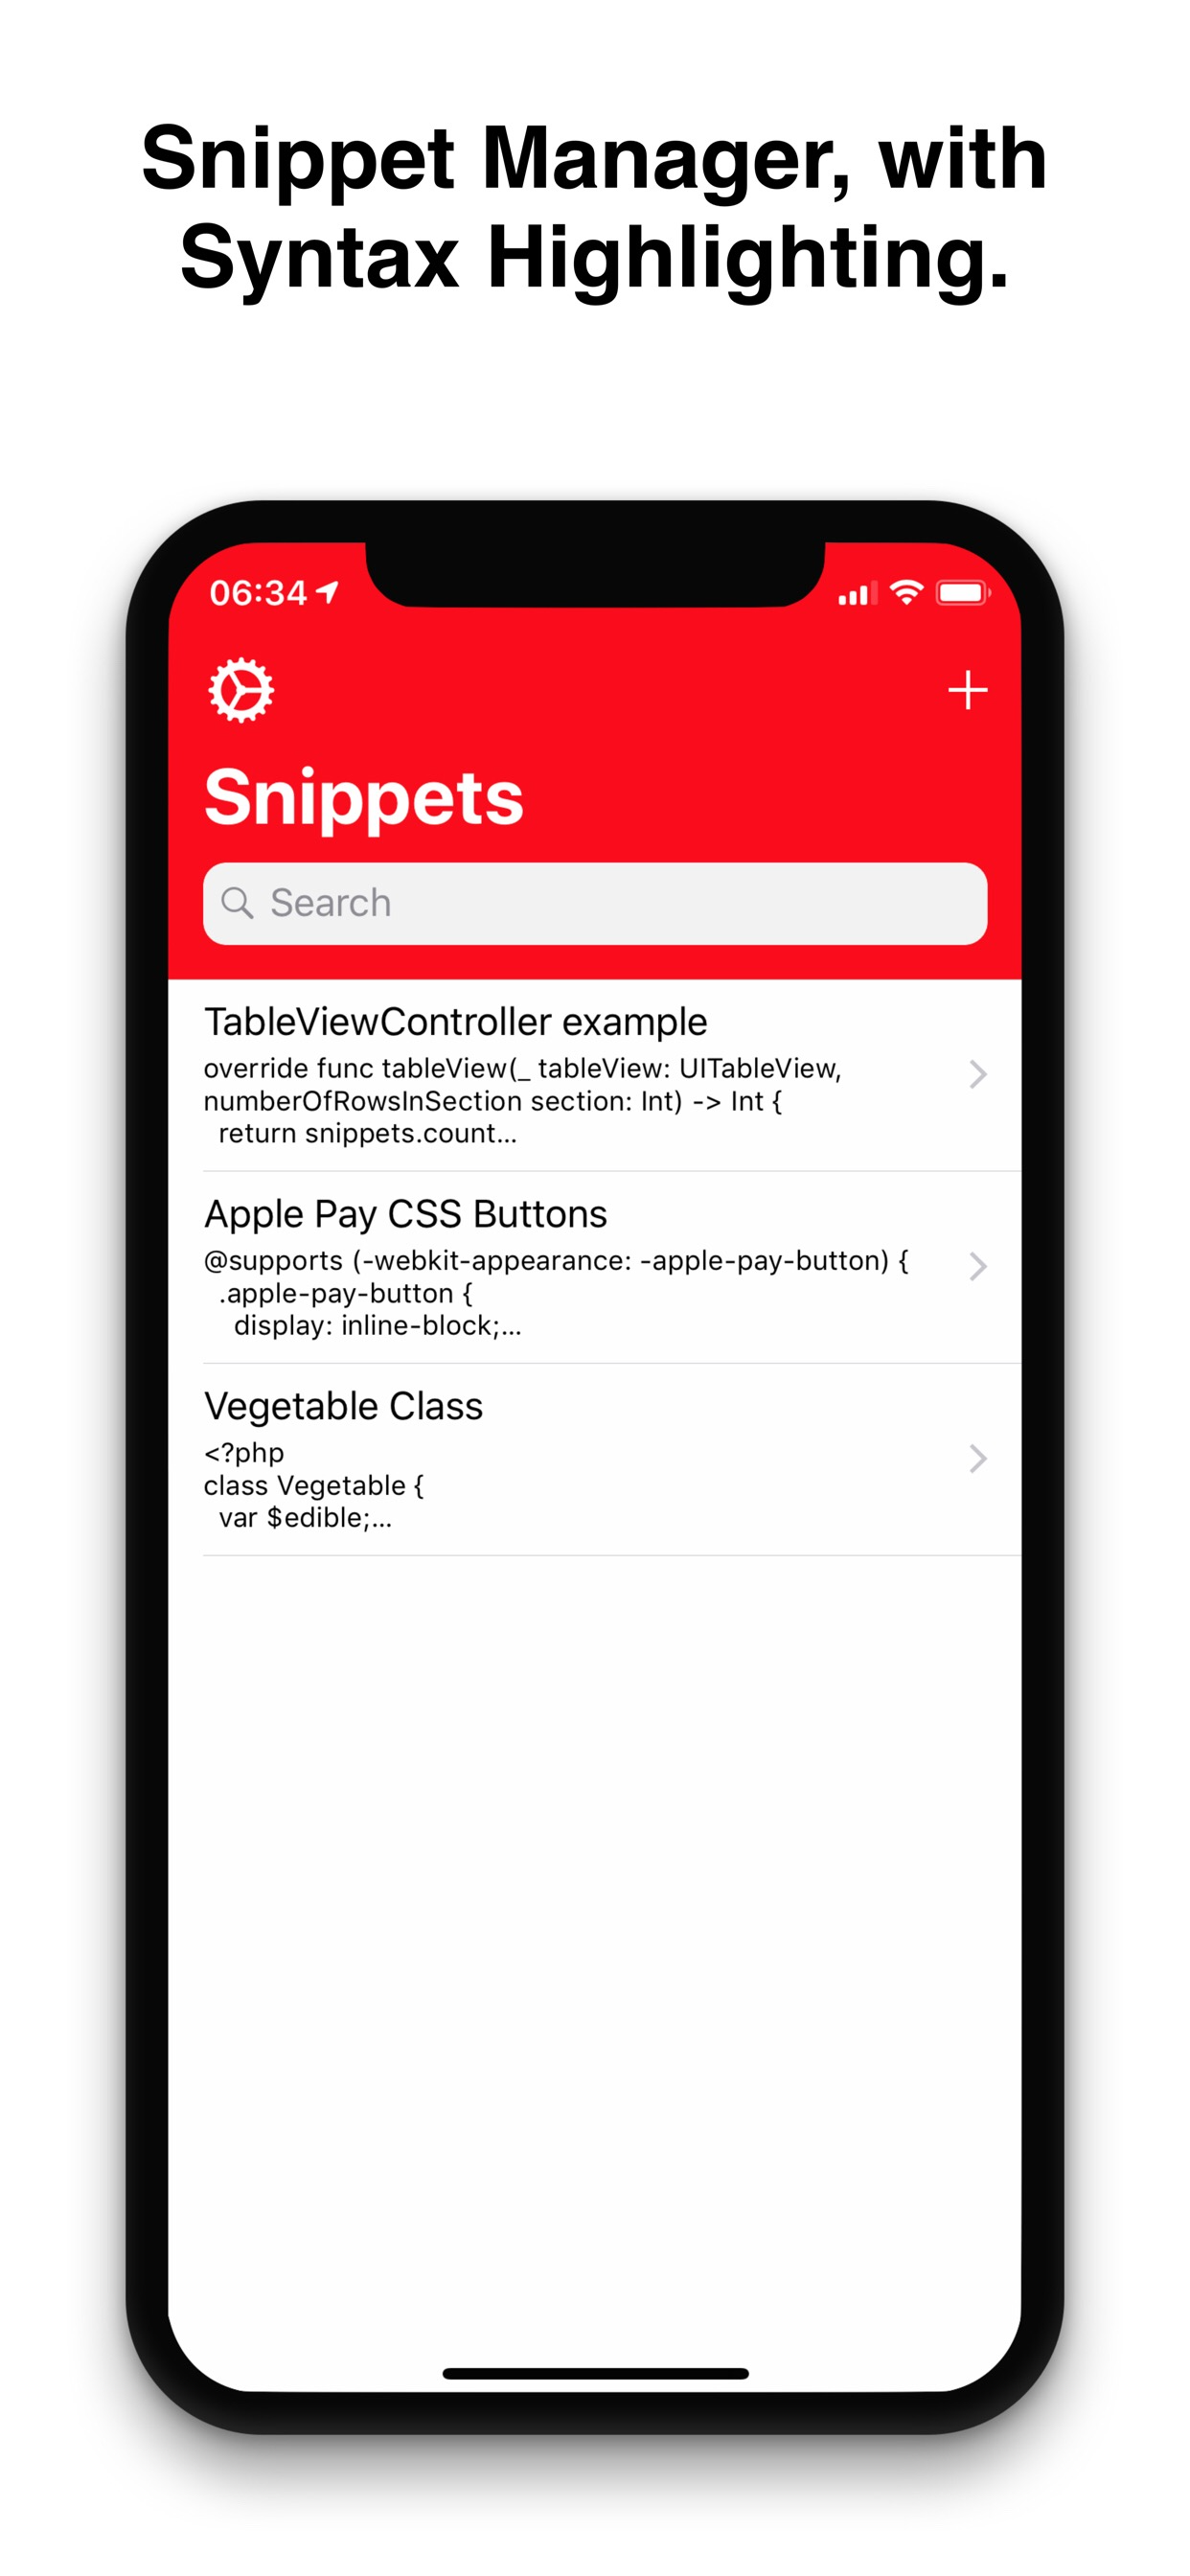 Snippet Manager, with
Syntax Highlighting.
06:34
Snippets
Search
TableViewController example
override func tableView(_ tableView: UITableView,
numberOfRowsInSection section: Int) -> Int {
  return snippets.count...
Apple Pay CSS Buttons
@supports (-webkit-appearance: -apple-pay-button) {
  .apple-pay-button {
    display: inline-block;...
Vegetable Class
<?php
class Vegetable {
  var $edible;...